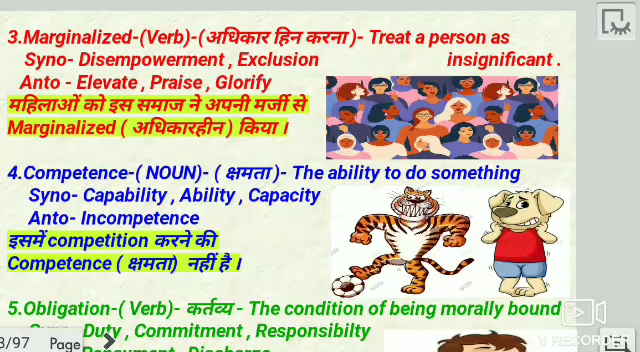 3.Marginalized-(Verb)-(अधिकार हिन करना)- Treat a person as
Syno- Disempowerment , Exclusion insignificant .
Anto - Elevate , Praise , Glorify
महिलाओं को इस समाज ने अपनी मर्जी से
Marginalized ( अधिकारहीन ) किया ।
4.Competence-( NOUN)- ( क्षमता )- The ability to do something
Syno- Capability , Ability , Capacity
Anto- Incompetence
इसमें competition करने की
Competence ( क्षमता) नहीं है ।
5.Obligation-( Verb)- कर्तव्य - The condition of being morally bound
Duty , Commitment , Responsibilty
3/97 Page
V RECORDER